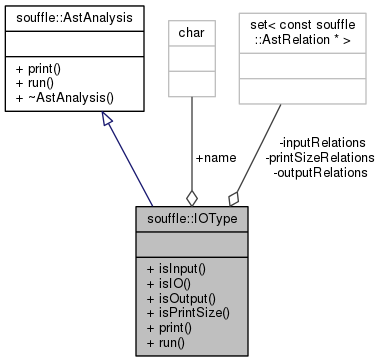 souffle::AstAnalysis
+ print()
+ run()
+ ~AstAnalysis()
char
set< const souffle
::AstRelation * >
+name
-inputRelations
-printSizeRelations
-outputRelations
souffle::IOType
+ isInput()
+ isIO()
+ isOutput()
+ isPrintSize()
+ print()
+ run()